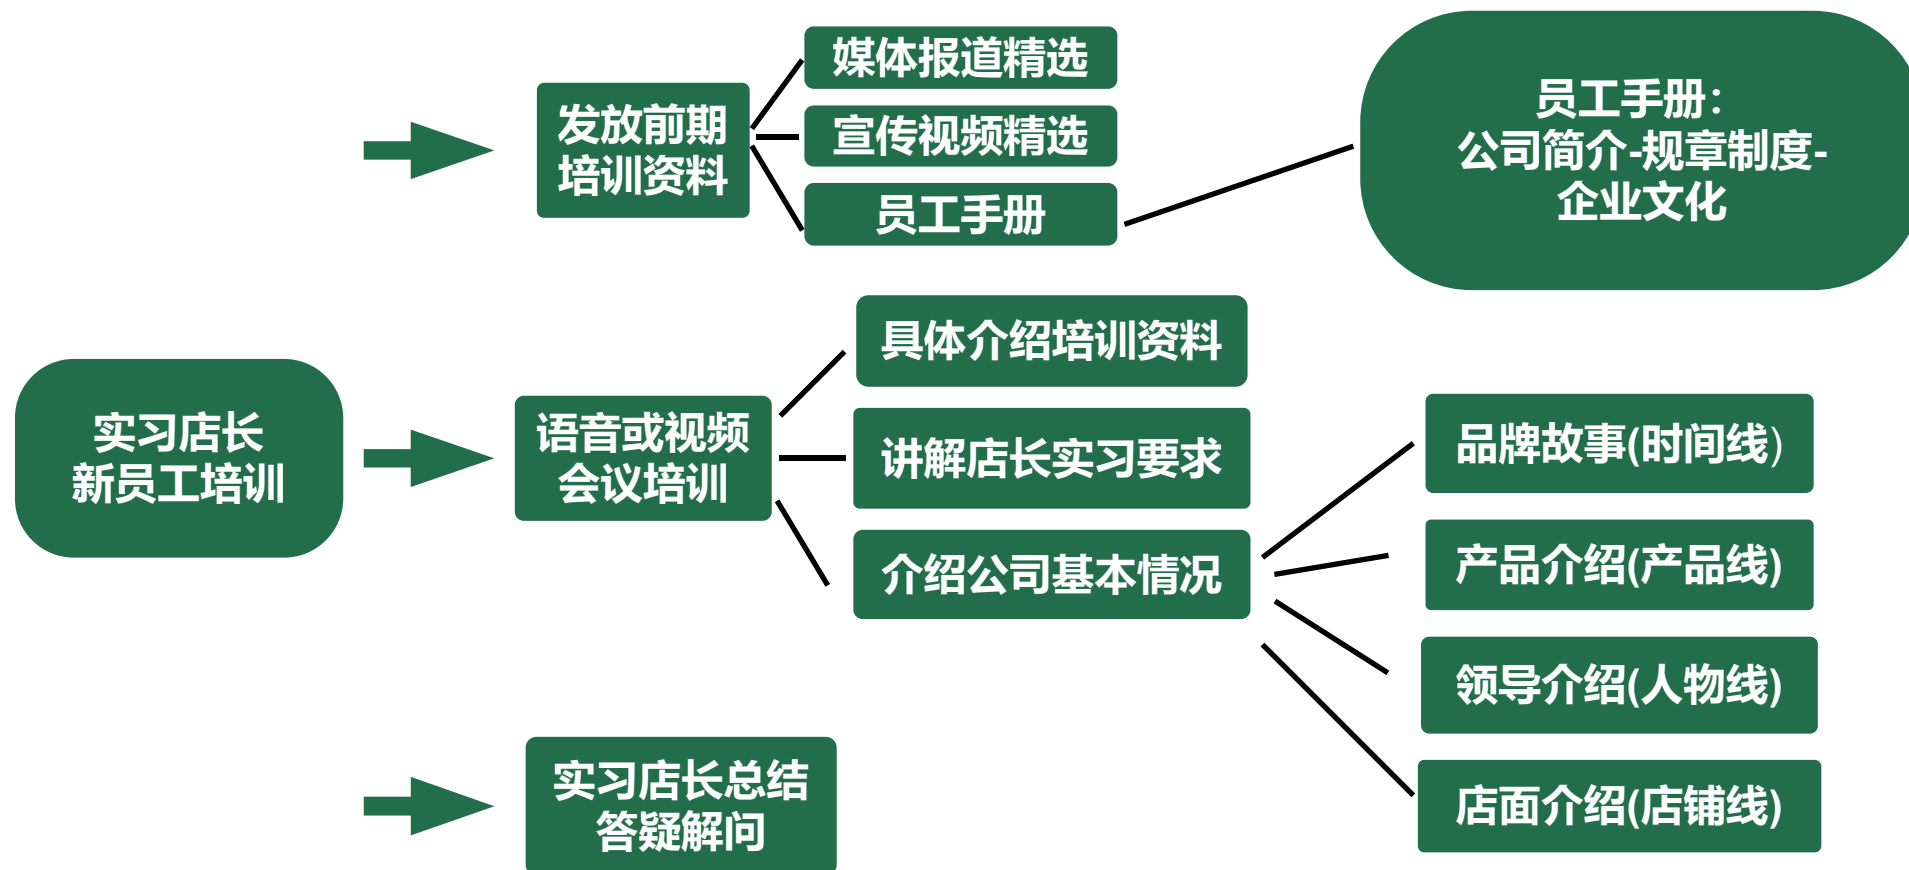 媒体报道精选
发放前期
培训资料
宣传视频精选
员工手册
员工手册：
公司简介-规章制度-
企业文化
实习店长
新员工培训
语音或视频
会议培训
具体介绍培训资料
讲解店长实习要求
介绍公司基本情况
品牌故事(时间线）
产品介绍(产品线)
领导介绍(人物线)
店面介绍(店铺线)
实习店长总结
答疑解问